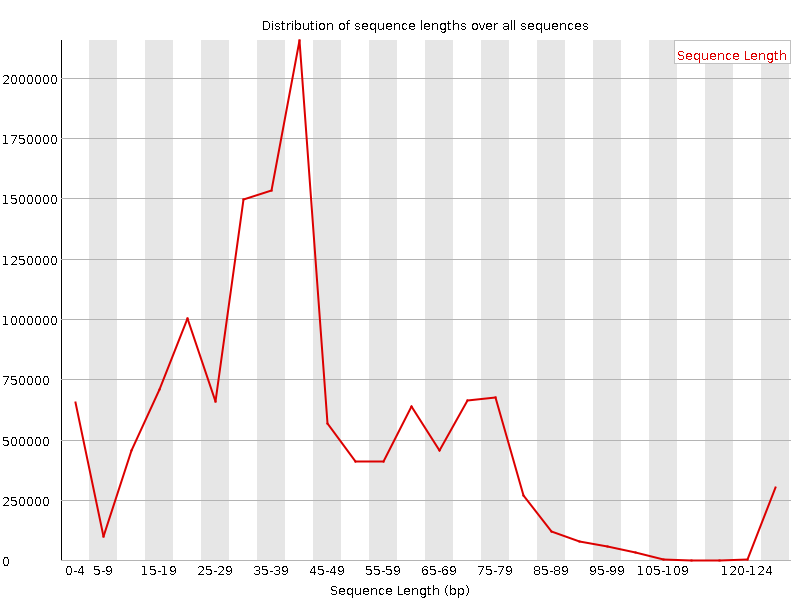 Distribution of sequence lengths over all sequences
Sequence Length
2000000
1750000
1500000
1250000
1000000
750000
500000
250000
0
0-4 5-9 15-19 25-29 35-39 45-49 55-59 65-69 75-79 85-89 95-99 105-109 120-124
Sequence Length (bp)